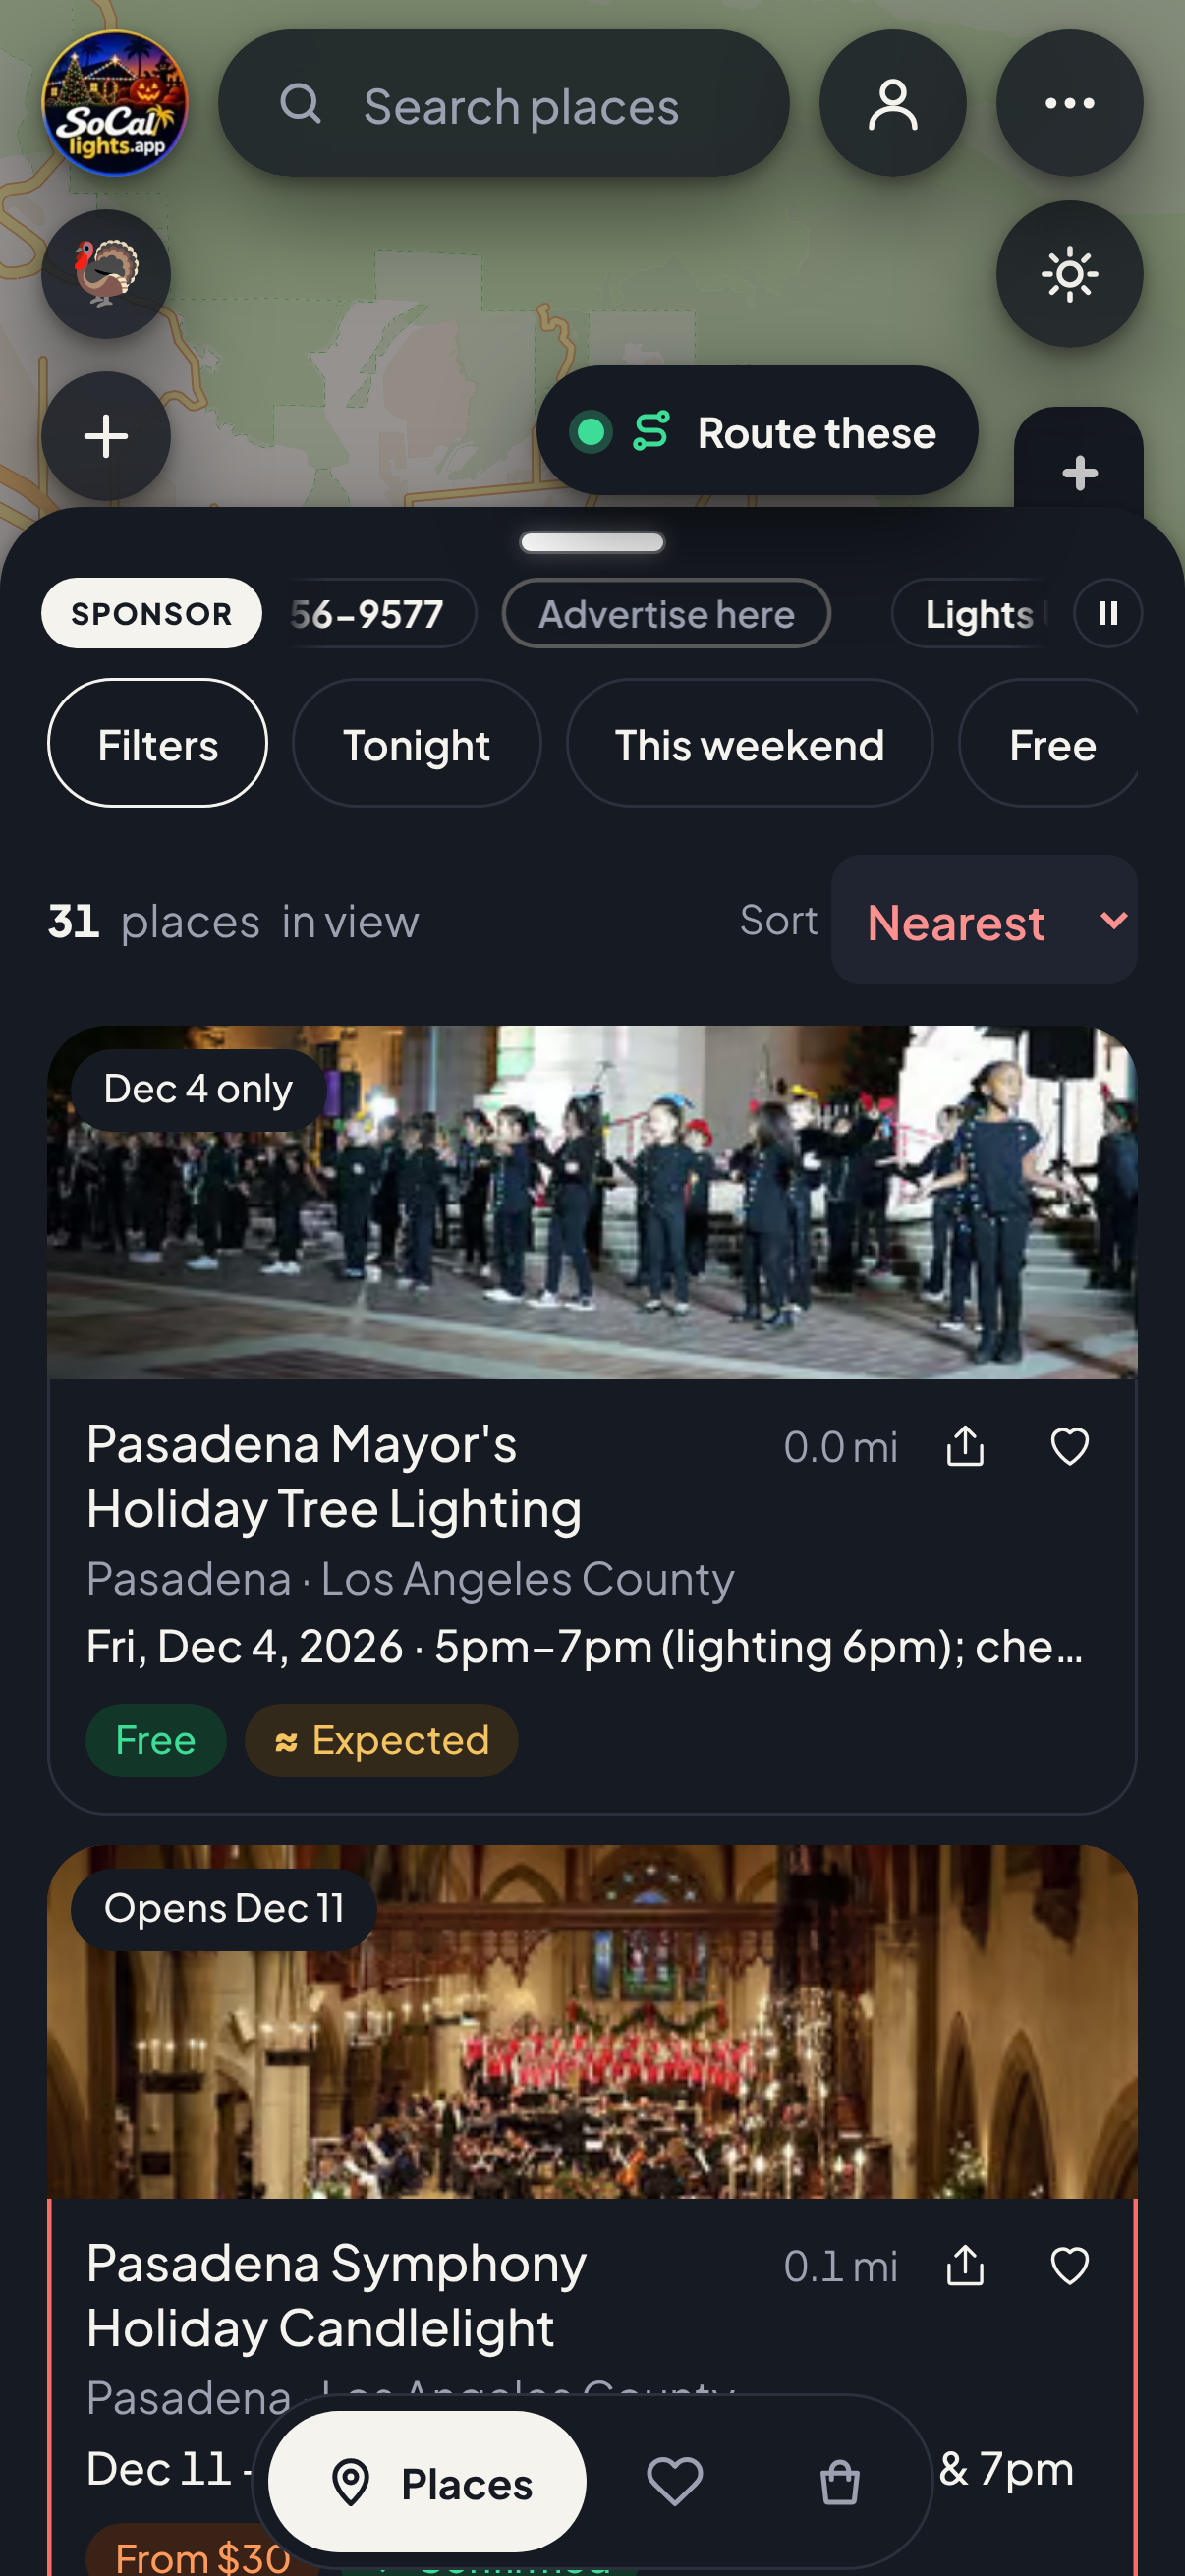 SoCal
lights.app
Search places
Route these
SPONSOR
56-9577
Advertise here
Lights
Filters
Tonight
This weekend
Free
31 places in view
Sort
Nearest
Dec 4 only
Pasadena Mayor's
Holiday Tree Lighting
0.0 mi
Pasadena · Los Angeles County
Fri, Dec 4, 2026 · 5pm–7pm (lighting 6pm); che...
Free
≈ Expected
Opens Dec 11
Pasadena Symphony
Holiday Candlelight
0.1 mi
Pasadena · Los Angeles County
Dec 11 -
& 7pm
Places
From $30